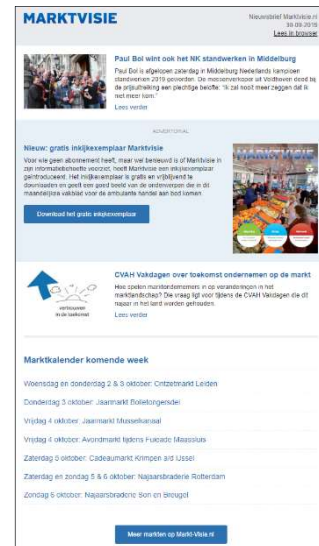 MARKTVISIE
Nieuwsbrief Marktvisie.nl
30-09-2019
Lees in browser
Paul Bol wint ook het NK standwerken in Middelburg
Paul Bol is afgelopen zaterdag in Middelburg Nederlands kampioen
standwerken 2019 geworden. De messenverkoper uit Veldhoven deed bij
de prijsuitreiking een plechtige belofte: "Ik zal nooit meer zeggen dat ik
niet meer kom."
Lees verder
ADVERTORIAL
Nieuw: gratis inkijkexemplaar Marktvisie
Voor wie geen abonnement heeft, maar wel benieuwd is of Marktvisie in
zijn informatiebehoefte voorziet, heeft Marktvisie een inkijkexemplaar
geïntroduceerd. Het inkijkexemplaar is gratis en vrijblijvend te
downloaden en geeft een goed beeld van de onderwerpen die in dit
maandelijkse vakblad voor de ambulante handel aan bod komen.
Download het gratis inkijkexemplaar
MARKTVISIE
CVAH Vakdagen over toekomst ondernemen op de markt
Hoe spelen marktondernemers in op veranderingen in het
marktlandschap? Die vraag ligt voor tijdens de CVAH Vakdagen die dit
najaar in het land worden gehouden.
Lees verder
vertrouwen
in de toekomst
Marktkalender komende week
Woensdag en donderdag 2 & 3 oktober: Ontzetmarkt Leiden
Donderdag 3 oktober: Jaarmarkt Bollelongersdei
Vrijdag 4 oktober: Jaarmarkt Musselkanaal
Vrijdag 4 oktober: Avondmarkt tijdens Furieade Maassluis
Zaterdag 5 oktober: Cadeaumarkt Krimpen a/d IJssel
Zaterdag en zondag 5 & 6 oktober: Najaarsbraderie Rotterdam
Zondag 6 oktober: Najaarsbraderie Son en Breugel
Meer markten op Markt-Visie.nl